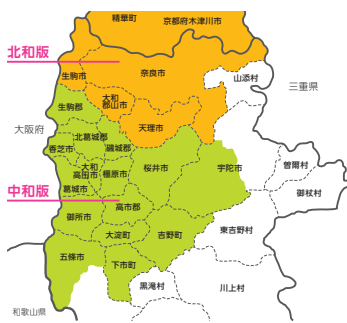 精華町
京都府木津川市
北和版
奈良市
生駒市
山添村
三重県
生駒郡
大和
郡山市
大阪府
天理市
北葛城郡
香芝市
磯城郡
大和
高田市
橿原市
桜井市
宇陀市
曽爾村
中和版
葛城市
御杖村
高市郡
御所市
大淀町
吉野町
東吉野村
五條市
下市町
黒滝村
川上村
和歌山県